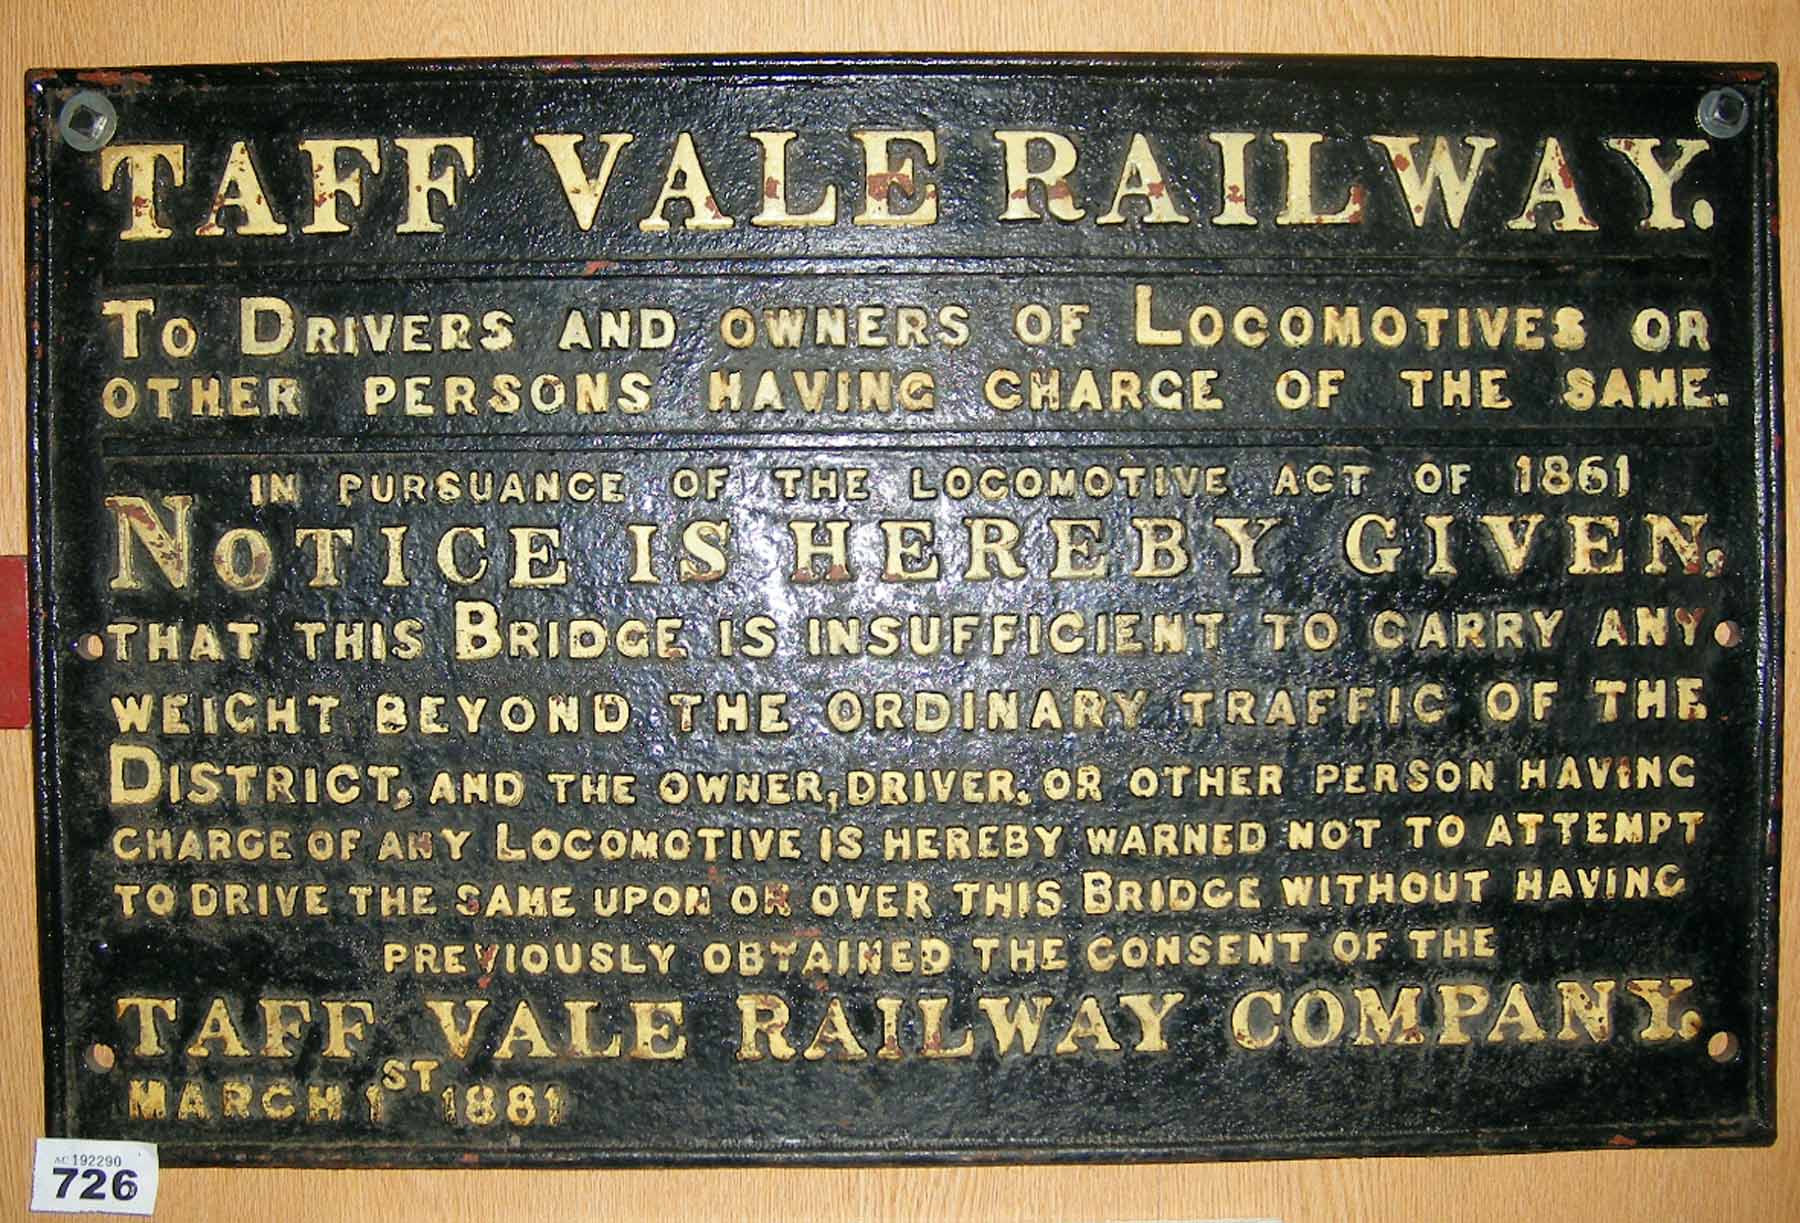 TAFF VALE RAILWAY.
TO DRIVERS AND OWNERS OF LOCOMOTIVES OR
OTHER PERSONS HAVING CHARGE OF THE SAME.
IN PURSUANCE OF THE LOCOMOTIVE ACT OF 1861
NOTICE IS HEREBY GIVEN,
THAT THIS BRIDGE IS INSUFFICIENT TO CARRY ANY
WEIGHT BEYOND THE ORDINARY TRAFFIC OF THE
DISTRICT, AND THE OWNER, DRIVER, OR OTHER PERSON HAVING
CHARGE OF ANY LOCOMOTIVE IS HEREBY WARNED NOT TO ATTEMPT
TO DRIVE THE SAME UPON OR OVER THIS BRIDGE WITHOUT HAVING
PREVIOUSLY OBTAINED THE CONSENT OF THE
TAFF VALE RAILWAY COMPANY.
MARCH 1ST 1881
AC 192290
726